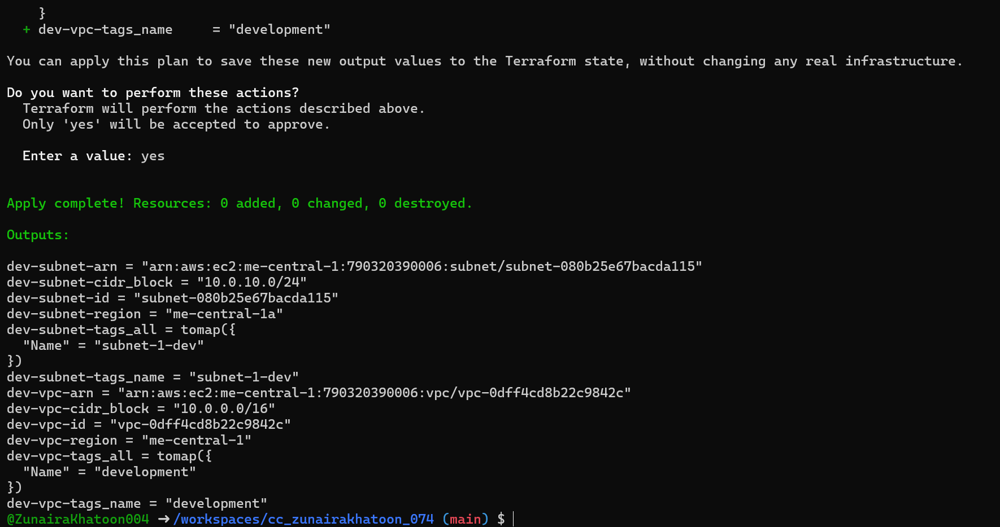 }
  + dev-vpc-tags_name     = "development"

You can apply this plan to save these new output values to the Terraform state, without changing any real infrastructure.

Do you want to perform these actions?
  Terraform will perform the actions described above.
  Only 'yes' will be accepted to approve.

  Enter a value: yes


Apply complete! Resources: 0 added, 0 changed, 0 destroyed.

Outputs:

dev-subnet-arn = "arn:aws:ec2:me-central-1:790320390006:subnet/subnet-080b25e67bacda115"
dev-subnet-cidr_block = "10.0.10.0/24"
dev-subnet-id = "subnet-080b25e67bacda115"
dev-subnet-region = "me-central-1a"
dev-subnet-tags_all = tomap({
  "Name" = "subnet-1-dev"
})
dev-subnet-tags_name = "subnet-1-dev"
dev-vpc-arn = "arn:aws:ec2:me-central-1:790320390006:vpc/vpc-0dff4cd8b22c9842c"
dev-vpc-cidr_block = "10.0.0.0/16"
dev-vpc-id = "vpc-0dff4cd8b22c9842c"
dev-vpc-region = "me-central-1"
dev-vpc-tags_all = tomap({
  "Name" = "development"
})
dev-vpc-tags_name = "development"
@ZunairaKhatoon004 ➜ /workspaces/cc_zunairakhatoon_074 (main) $